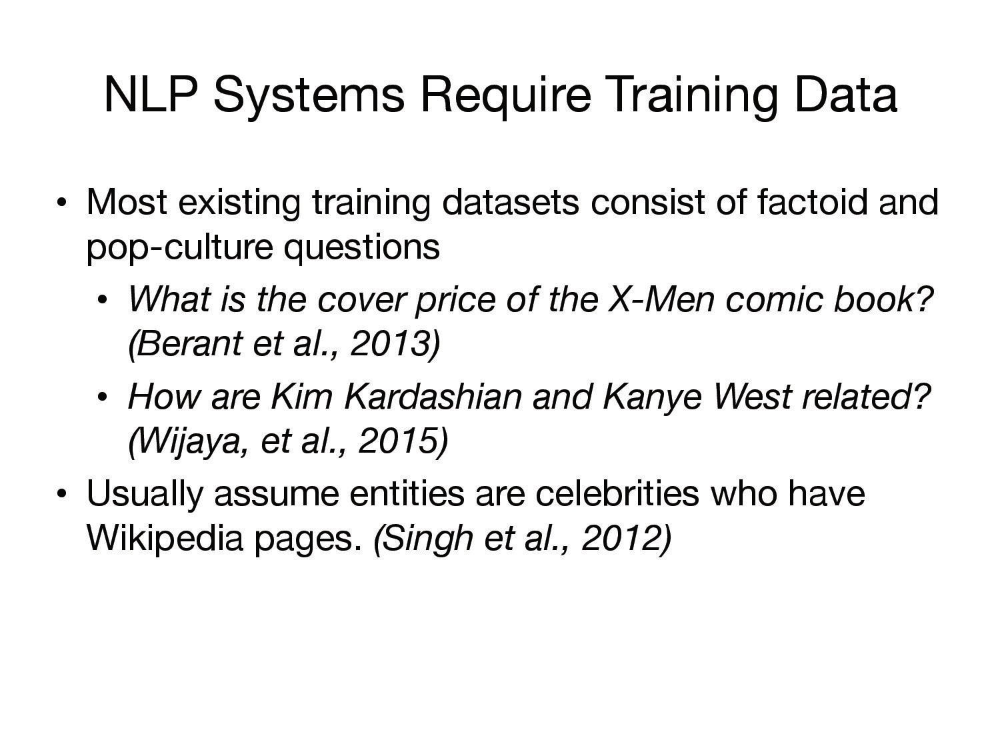 NLP Systems Require Training Data
• Most existing training datasets consist of factoid and
pop-culture questions
• What is the cover price of the X-Men comic book?
(Berant et al., 2013)
• How are Kim Kardashian and Kanye West related?
(Wijaya, et al., 2015)
• Usually assume entities are celebrities who have
Wikipedia pages. (Singh et al., 2012)